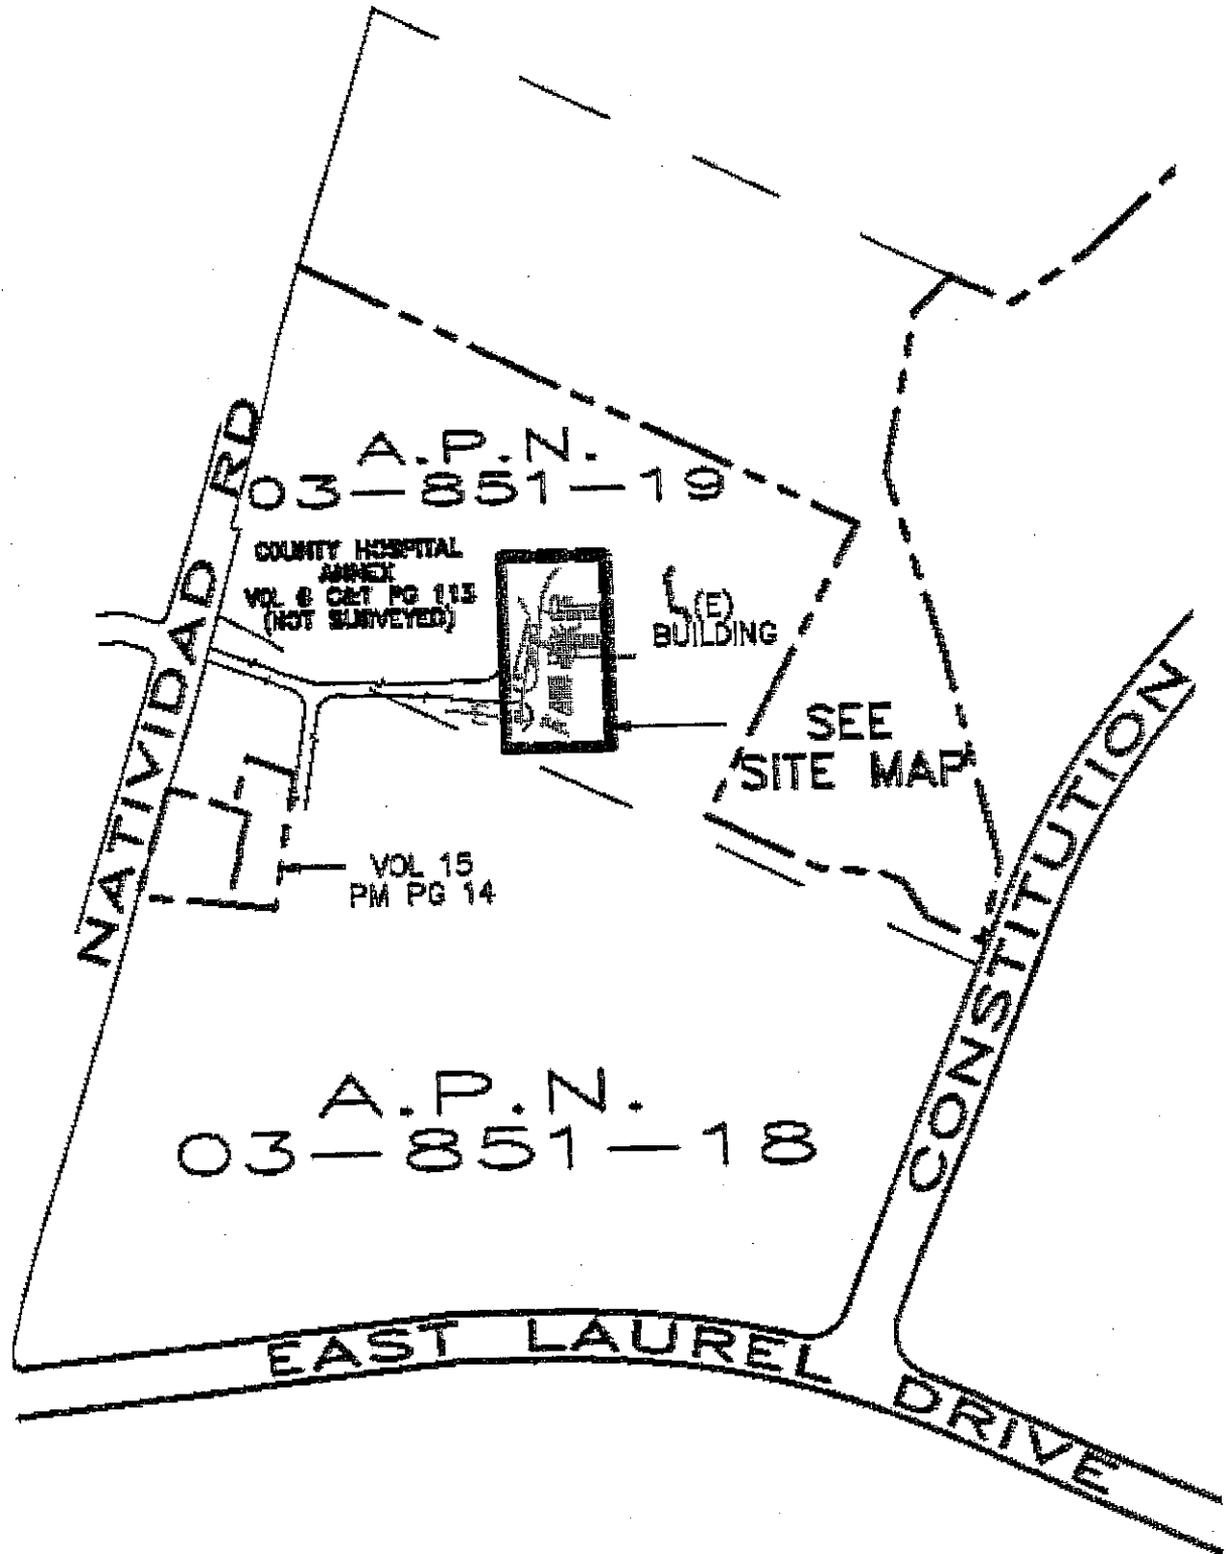 NATIVIDAD RD
A.P.N.
03-851-19
COUNTY HOSPITAL
ANNEX
VOL 6 C&T PG 113
(NOT SURVEYED)
(E)
BUILDING
SEE
SITE MAP
VOL 15
PM PG 14
CONSTITUTION
A.P.N.
03-851-18
EAST LAUREL DRIVE